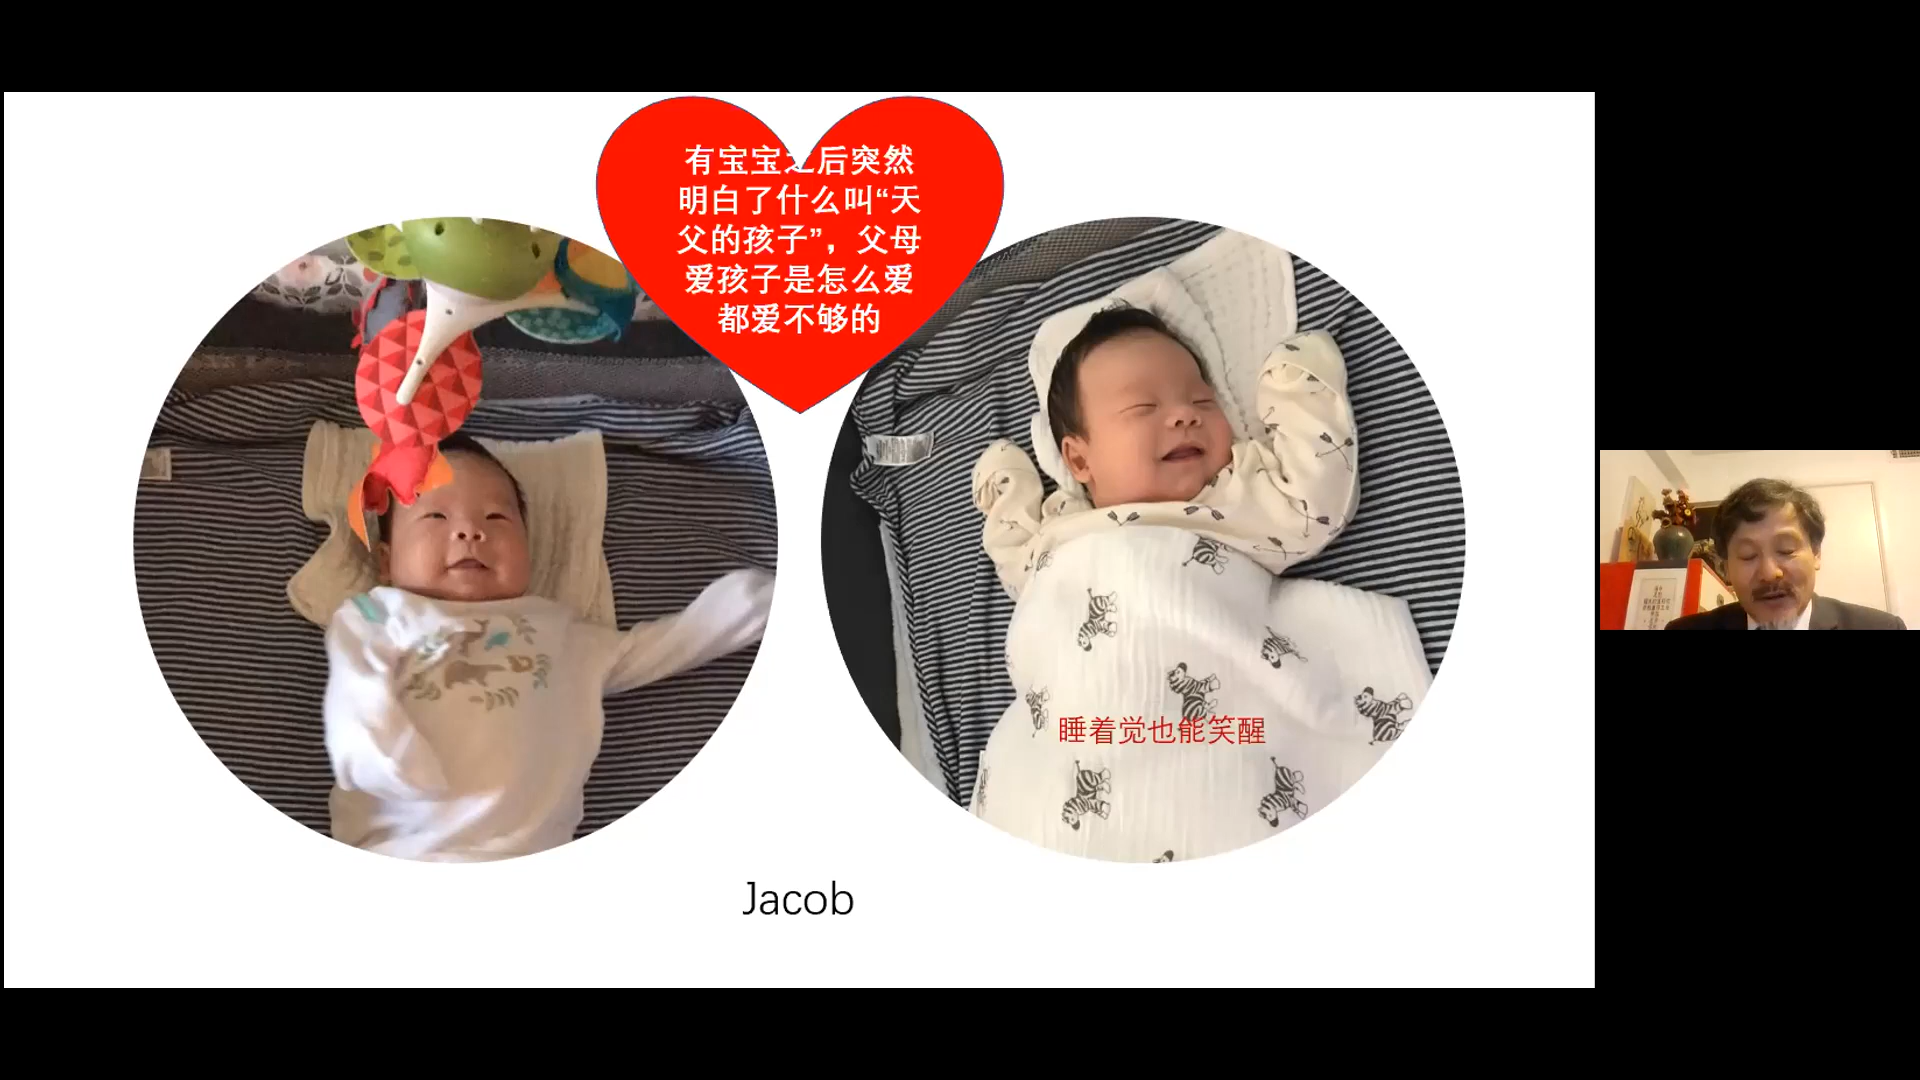 有宝宝之后突然
明白了什么叫“天
父的孩子”，父母
爱孩子是怎么爱
都爱不够的
睡着觉也能笑醒
Jacob